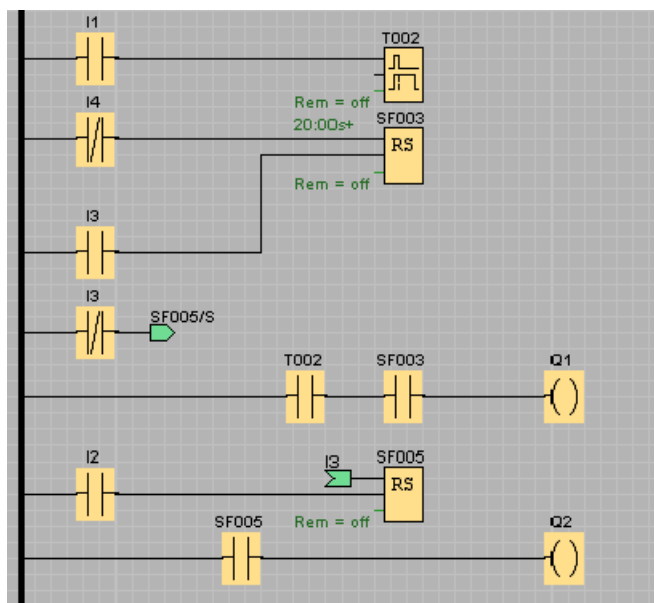 I1
T002
Rem = off
I4
20:00s+
SF003
RS
Rem = off
I3
I3
SF005/S
T002
SF003
Q1
I2
I3
SF005
RS
Rem = off
SF005
Q2